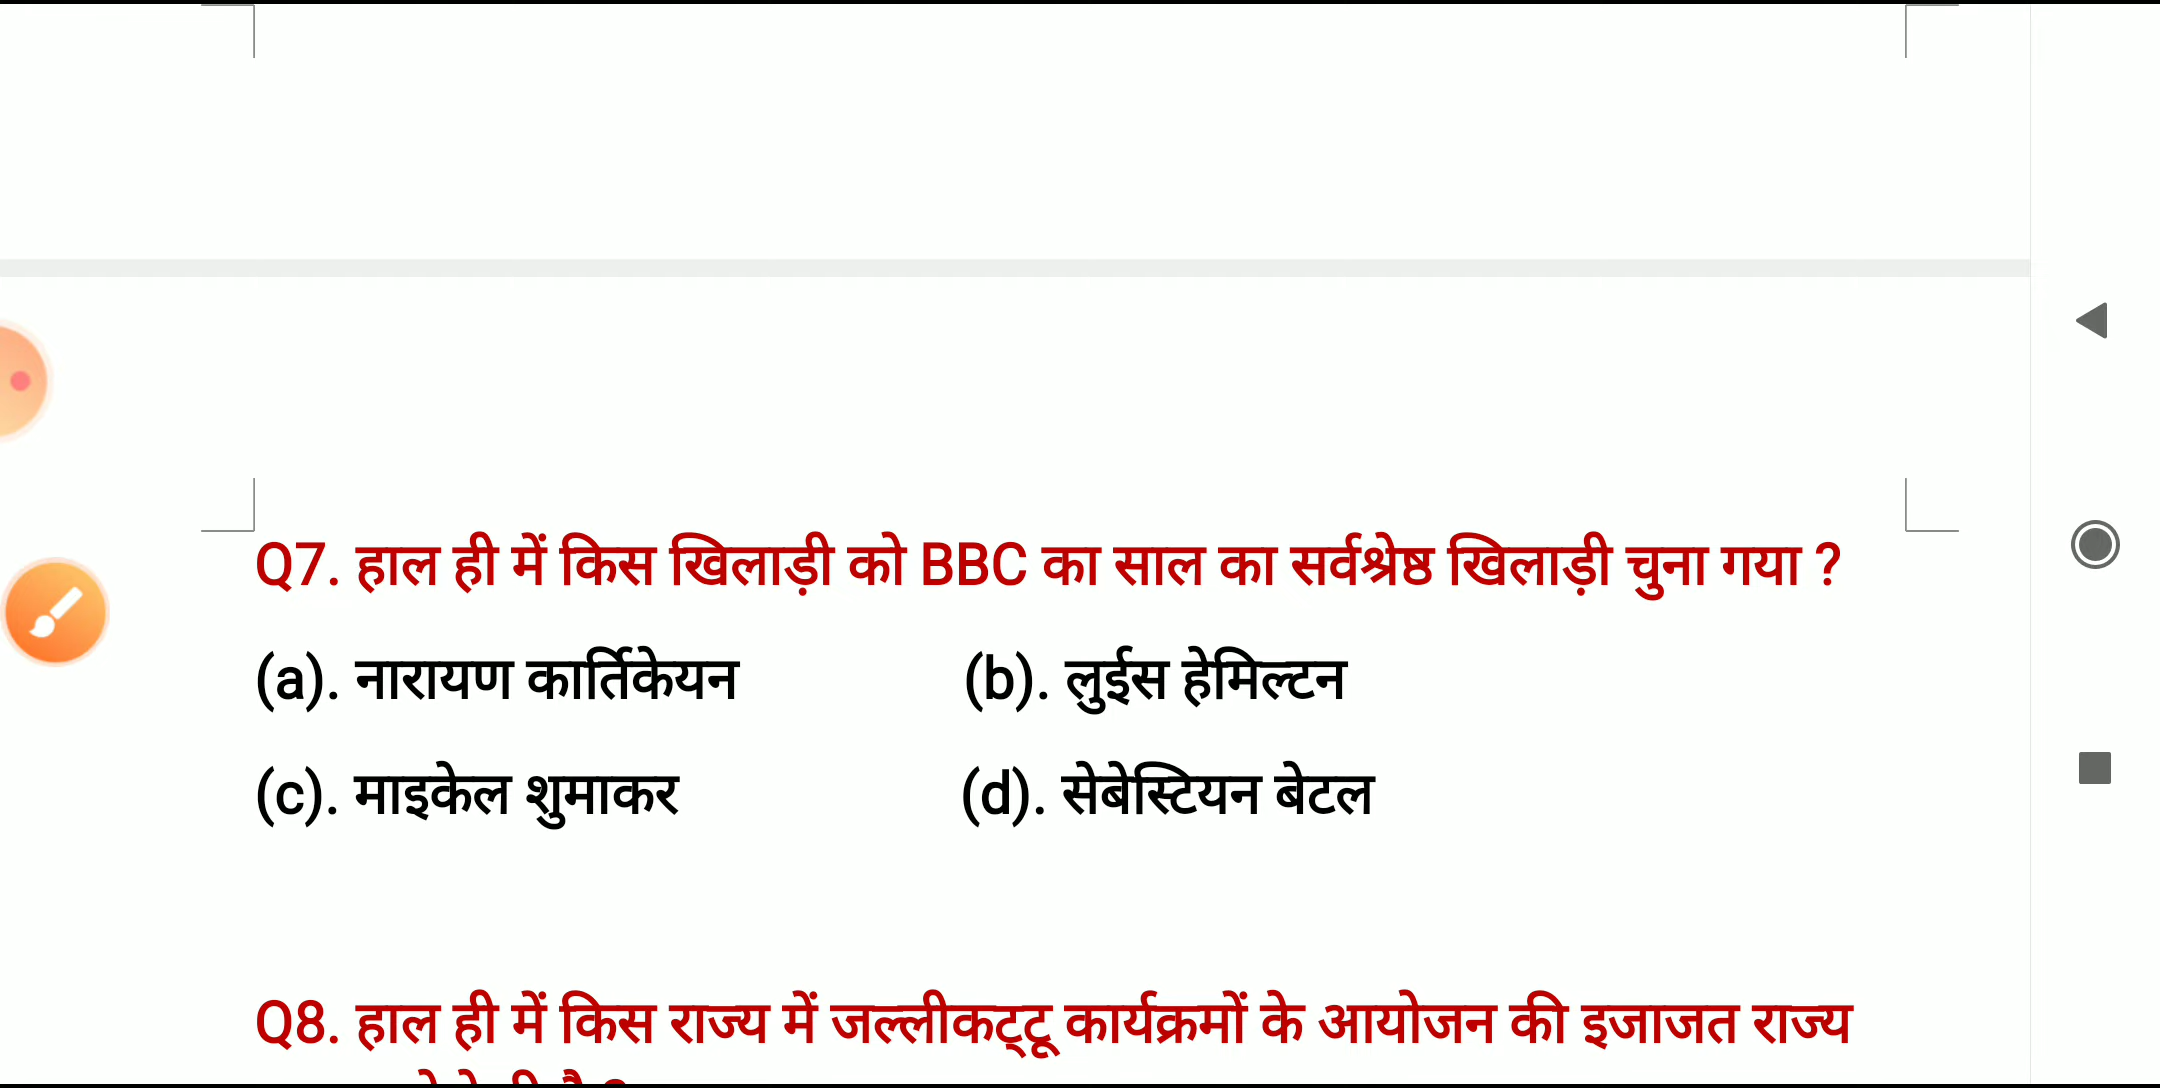 Q7. हाल ही में किस खिलाड़ी को BBC का साल का सर्वश्रेष्ठ खिलाड़ी चुना गया ?
(a). नारायण कार्तिकेयन (b). लुईस हेमिल्टन
(c). माइकेल शुमाकर (d). सेबेस्टियन बेटल
Q8. हाल ही में किस राज्य में जल्लीकट्टू कार्यक्रमों के आयोजन की इजाजत राज्य